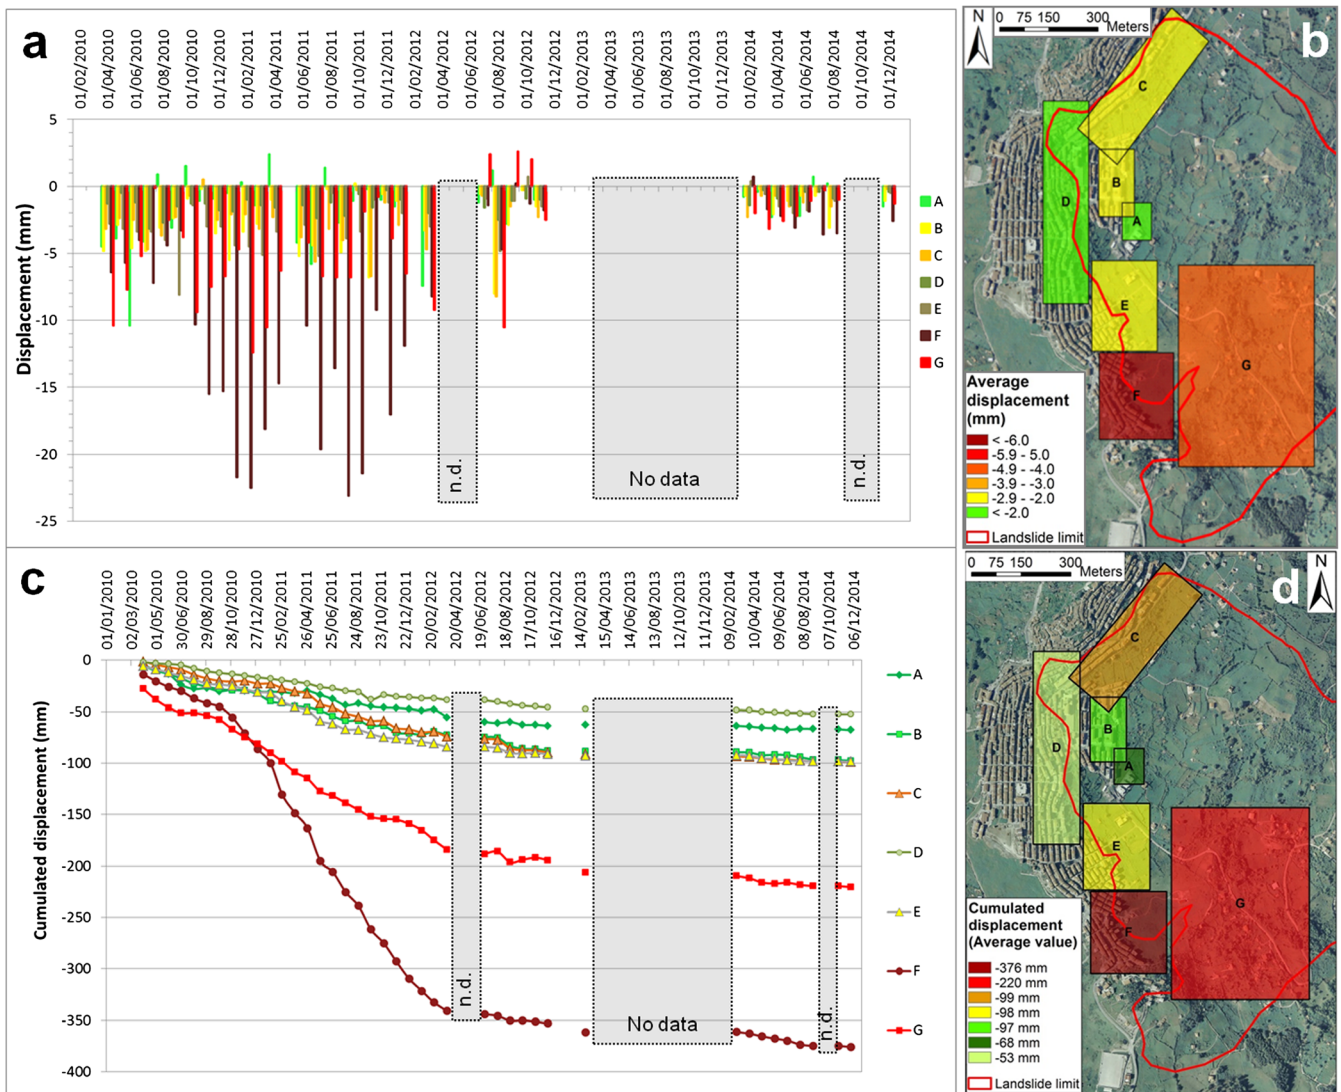 a
01/02/2010
01/04/2010
01/06/2010
01/08/2010
01/10/2010
01/12/2010
01/02/2011
01/04/2011
01/06/2011
01/08/2011
01/10/2011
01/12/2011
01/02/2012
01/04/2012
01/06/2012
01/08/2012
01/10/2012
01/12/2012
01/02/2013
01/04/2013
01/06/2013
01/08/2013
01/10/2013
01/12/2013
01/02/2014
01/04/2014
01/06/2014
01/08/2014
01/10/2014
01/12/2014
Displacement (mm)
5
0
-5
-10
-15
-20
-25
n.d.
No data
n.d.
A
B
C
D
E
F
G
b
N
0 75 150 300
Meters
C
B
A
D
E
F
G
Average
displacement
(mm)
< -6.0
-5.9 - 5.0
-4.9 - -4.0
-3.9 - -3.0
-2.9 - -2.0
< -2.0
Landslide limit
c
01/01/2010
02/03/2010
01/05/2010
30/06/2010
29/08/2010
28/10/2010
27/12/2010
25/02/2011
26/04/2011
25/06/2011
24/08/2011
23/10/2011
22/12/2011
20/02/2012
20/04/2012
19/06/2012
18/08/2012
17/10/2012
16/12/2012
14/02/2013
15/04/2013
14/06/2013
13/08/2013
12/10/2013
11/12/2013
09/02/2014
10/04/2014
09/06/2014
08/08/2014
07/10/2014
06/12/2014
Cumulated displacement (mm)
0
-50
-100
-150
-200
-250
-300
-350
-400
n.d.
No data
n.d.
A
B
C
D
E
F
G
d
N
0 75 150 300
Meters
C
B
A
D
E
F
G
Cumulated
displacement
(Average value)
-376 mm
-220 mm
-99 mm
-98 mm
-97 mm
-68 mm
-53 mm
Landslide limit